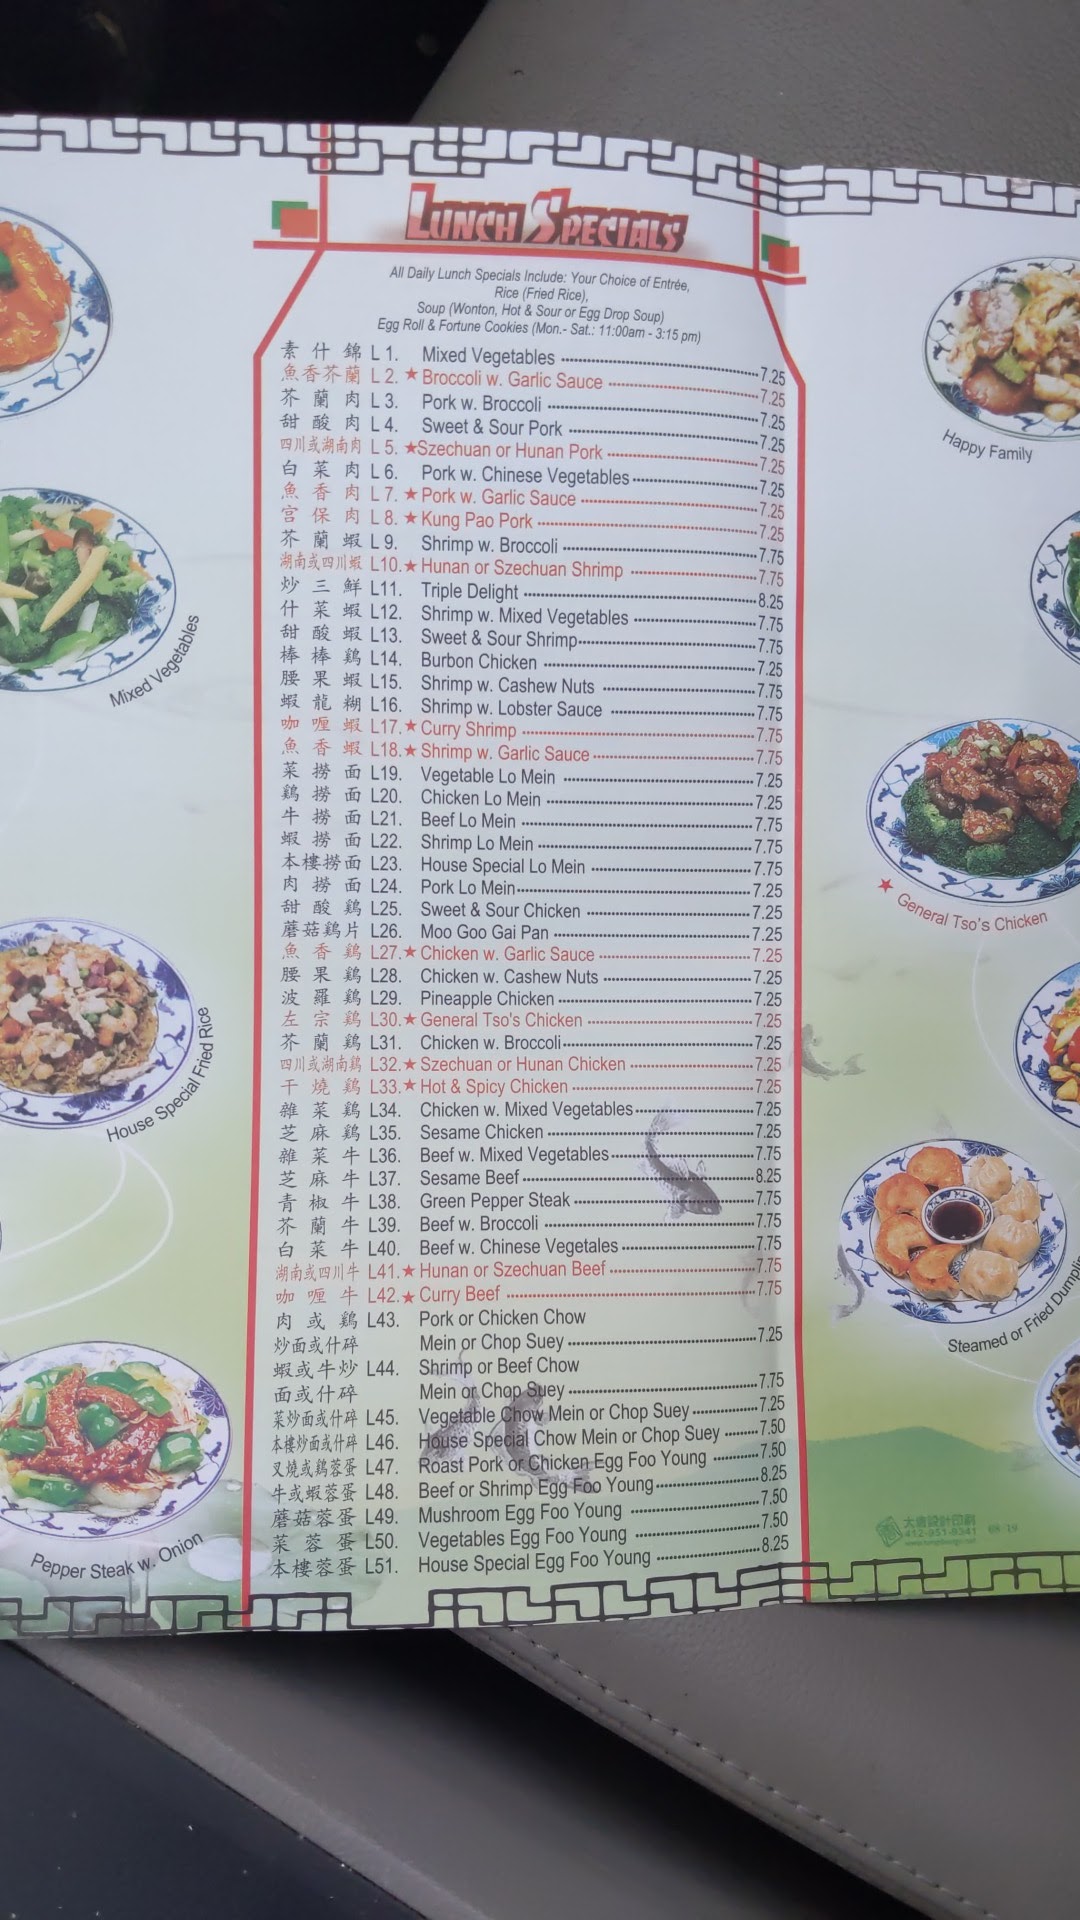 LUNCH SPECIALS
All Daily Lunch Specials Include: Your Choice of Entrée,
Rice (Fried Rice),
Soup (Wonton, Hot & Sour or Egg Drop Soup)
Egg Roll & Fortune Cookies (Mon.- Sat.: 11:00am - 3:15 pm)
素什錦 L 1. Mixed Vegetables 7.25
魚香芥蘭 L 2. ★ Broccoli w. Garlic Sauce 7.25
芥蘭肉 L 3. Pork w. Broccoli 7.25
甜酸肉 L 4. Sweet & Sour Pork 7.25
四川或湖南肉 L 5. ★Szechuan or Hunan Pork 7.25
白菜肉 L 6. Pork w. Chinese Vegetables 7.25
魚香肉 L 7. ★ Pork w. Garlic Sauce 7.25
宮保肉 L 8. ★ Kung Pao Pork 7.25
芥蘭蝦 L 9. Shrimp w. Broccoli 7.75
湖南或四川蝦 L10.★ Hunan or Szechuan Shrimp 7.75
炒三鮮 L11. Triple Delight 8.25
什菜蝦 L12. Shrimp w. Mixed Vegetables 7.75
甜酸蝦 L13. Sweet & Sour Shrimp 7.75
棒棒鷄 L14. Burbon Chicken 7.25
腰果蝦 L15. Shrimp w. Cashew Nuts 7.75
蝦龍糊 L16. Shrimp w. Lobster Sauce 7.75
咖喱蝦 L17.★ Curry Shrimp 7.75
魚香蝦 L18.★ Shrimp w. Garlic Sauce 7.75
菜撈面 L19. Vegetable Lo Mein 7.25
鷄撈面 L20. Chicken Lo Mein 7.25
牛撈面 L21. Beef Lo Mein 7.75
蝦撈面 L22. Shrimp Lo Mein 7.75
本樓撈面 L23. House Special Lo Mein 7.75
肉撈面 L24. Pork Lo Mein 7.25
甜酸鷄 L25. Sweet & Sour Chicken 7.25
蘑菇鷄片 L26. Moo Goo Gai Pan 7.25
魚香鷄 L27.★ Chicken w. Garlic Sauce 7.25
腰果鷄 L28. Chicken w. Cashew Nuts 7.25
波羅鷄 L29. Pineapple Chicken 7.25
左宗鷄 L30.★ General Tso's Chicken 7.25
芥蘭鷄 L31. Chicken w. Broccoli 7.25
四川或湖南鷄 L32.★ Szechuan or Hunan Chicken 7.25
干燒鷄 L33.★ Hot & Spicy Chicken 7.25
雜菜鷄 L34. Chicken w. Mixed Vegetables 7.25
芝麻鷄 L35. Sesame Chicken 7.25
雜菜牛 L36. Beef w. Mixed Vegetables 7.75
芝麻牛 L37. Sesame Beef 8.25
青椒牛 L38. Green Pepper Steak 7.75
芥蘭牛 L39. Beef w. Broccoli 7.75
白菜牛 L40. Beef w. Chinese Vegetales 7.75
湖南或四川牛 L41.★ Hunan or Szechuan Beef 7.75
咖喱牛 L42.★ Curry Beef 7.75
肉或鷄 L43. Pork or Chicken Chow
炒面或什碎 Mein or Chop Suey 7.25
蝦或牛炒 L44. Shrimp or Beef Chow
面或什碎 Mein or Chop Suey 7.75
菜炒面或什碎 L45. Vegetable Chow Mein or Chop Suey 7.25
本樓炒面或什碎 L46. House Special Chow Mein or Chop Suey 7.50
叉燒或鷄蓉蛋 L47. Roast Pork or Chicken Egg Foo Young 7.50
牛或蝦蓉蛋 L48. Beef or Shrimp Egg Foo Young 8.25
蘑菇蓉蛋 L49. Mushroom Egg Foo Young 7.50
菜蓉蛋 L50. Vegetables Egg Foo Young 7.50
本樓蓉蛋 L51. House Special Egg Foo Young 8.25
Mixed Vegetables
House Special Fried Rice
Pepper Steak w. Onion
Happy Family
★ General Tso's Chicken
Steamed or Fried
設計印刷
412-951-8341 08/19